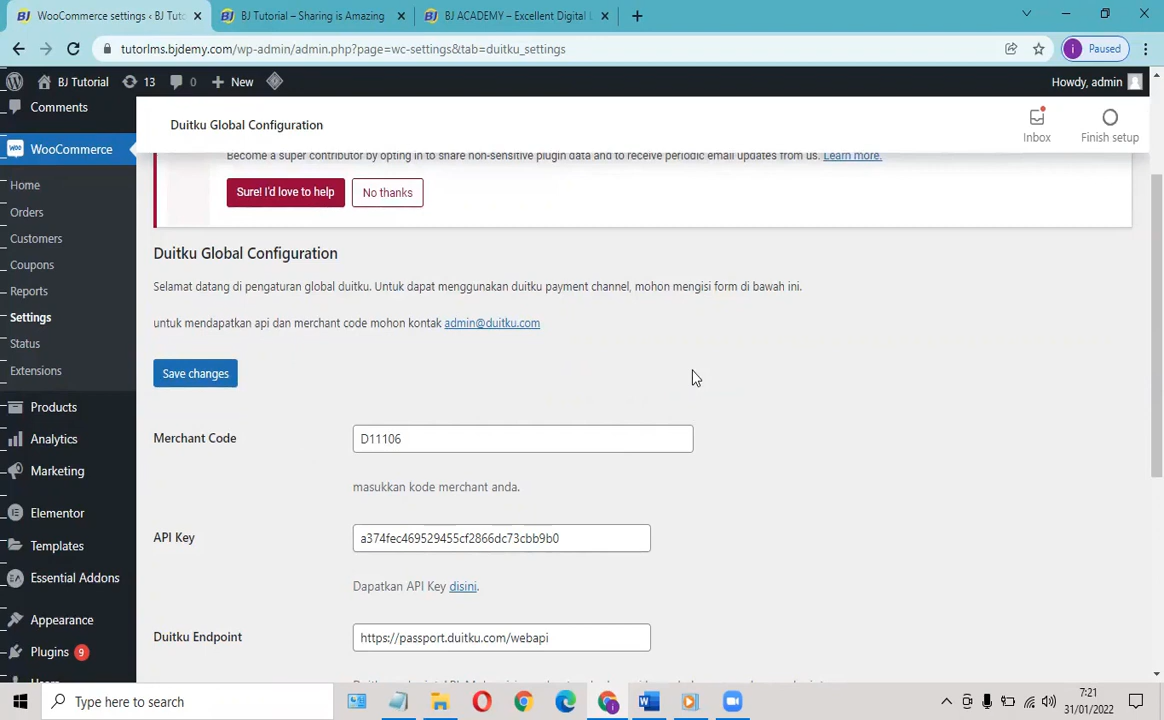 WooCommerce settings ‹ BJ Tuto
BJ Tutorial – Sharing is Amazing
BJ ACADEMY – Excellent Digital
tutorlms.bjdemy.com/wp-admin/admin.php?page=wc-settings&tab=duitku_settings
Paused
BJ Tutorial
13
0
New
Howdy, admin
Comments
WooCommerce
Home
Orders
Customers
Coupons
Reports
Settings
Status
Extensions
Products
Analytics
Marketing
Elementor
Templates
Essential Addons
Appearance
Plugins 9
Duitku Global Configuration
Inbox
Finish setup
Become a super contributor by opting in to share non-sensitive plugin data and to receive periodic email updates from us. Learn more.
Sure! I'd love to help
No thanks
Duitku Global Configuration
Selamat datang di pengaturan global duitku. Untuk dapat menggunakan duitku payment channel, mohon mengisi form di bawah ini.
untuk mendapatkan api dan merchant code mohon kontak admin@duitku.com
Save changes
Merchant Code
D11106
masukkan kode merchant anda.
API Key
a374fec469529455cf2866dc73cbb9b0
Dapatkan API Key disini.
Duitku Endpoint
https://passport.duitku.com/webapi
Type here to search
7:21
31/01/2022